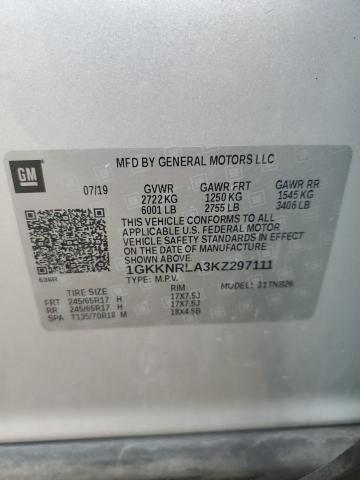 GM
MFD BY GENERAL MOTORS LLC
07/19 GVWR GAWR FRT GAWR RR
2722 KG 1250 KG 1545 KG
6001 LB 2755 LB 3406 LB
THIS VEHICLE CONFORMS TO ALL
APPLICABLE U.S. FEDERAL MOTOR
VEHICLE SAFETY STANDARDS
IN EFFECT ON THE DATE OF MANUFACTURE
SHOWN ABOVE.
1GKKNRLA3KZ297111
TYPE: M.P.V. MODEL: 31TNB26
TIRE SIZE RIM
FRT 245/65R17 H 17X7.5J
RR 245/65R17 H 17X7.5J
SPA T135/70R18 M 18X4.5B